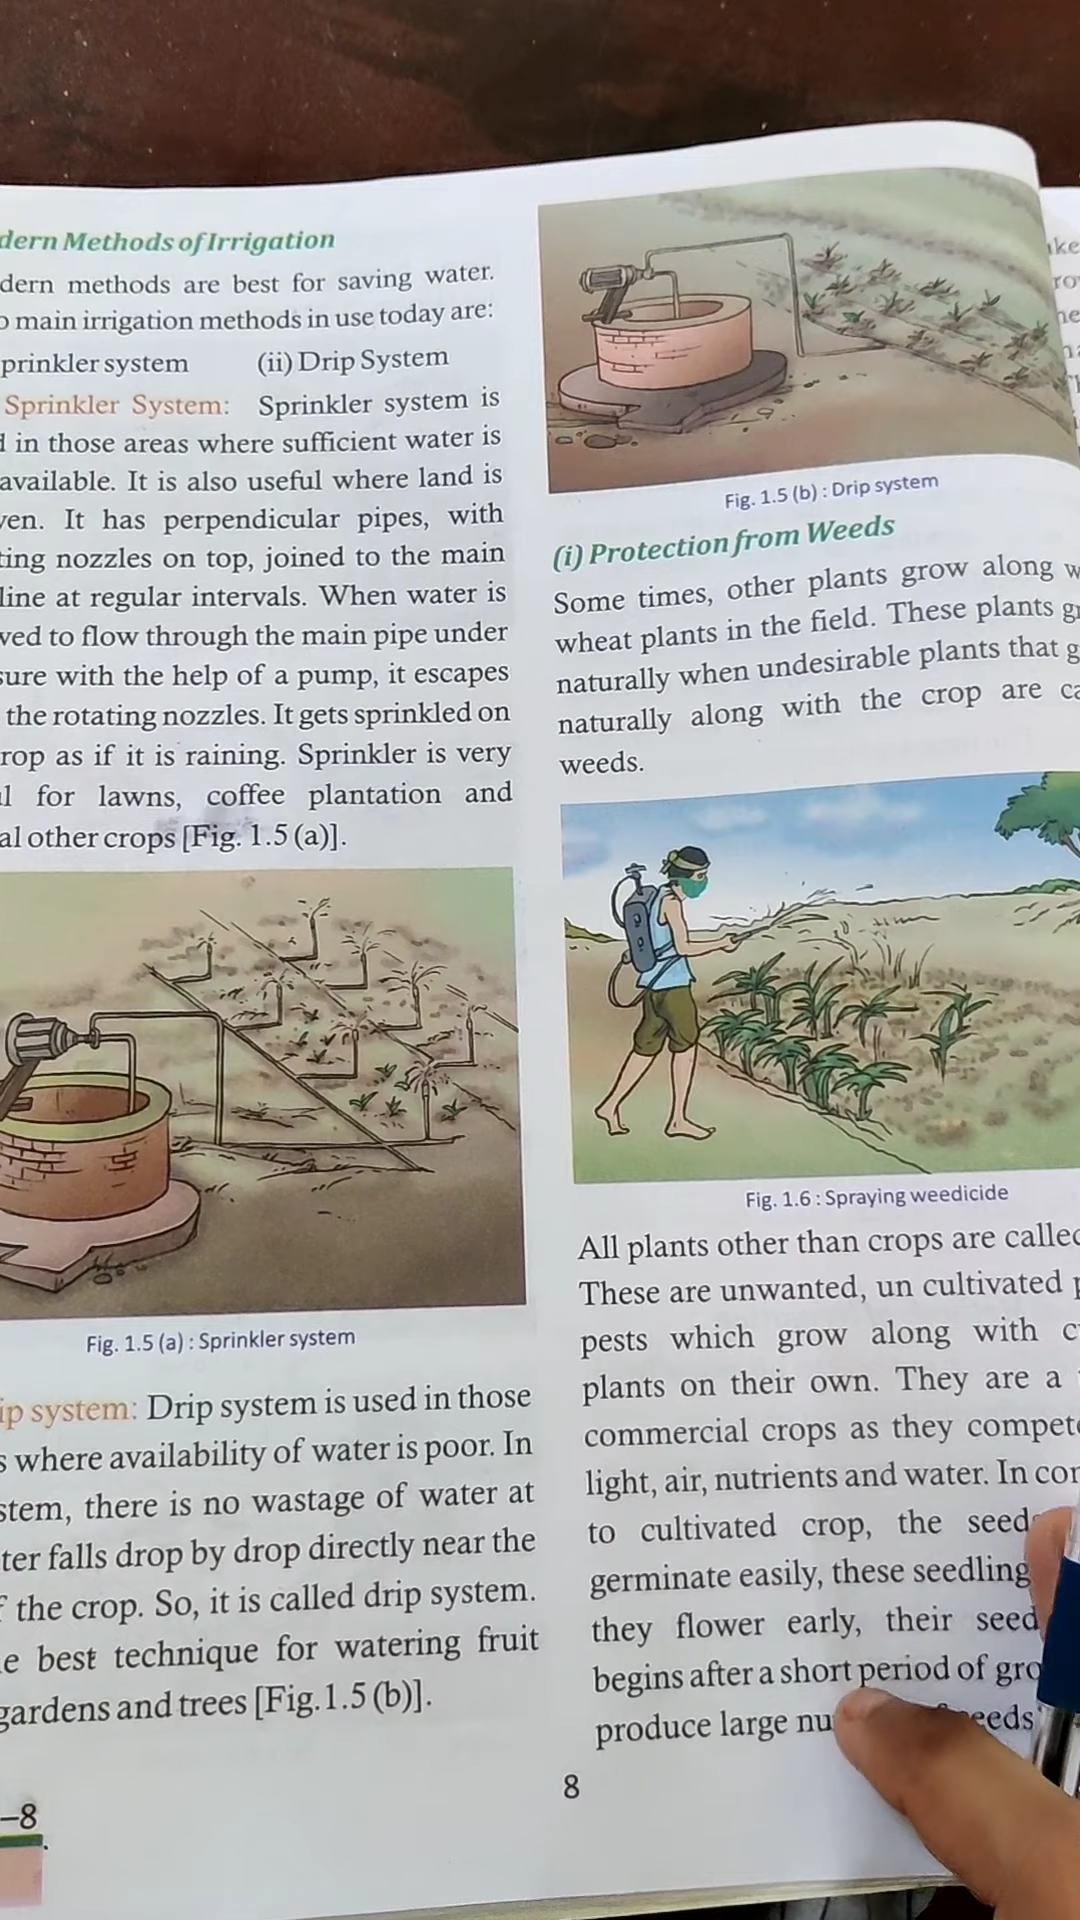 dern Methods of Irrigation
dern methods are best for saving water.
main irrigation methods in use today are:
prinkler system (ii) Drip System
Sprinkler System: Sprinkler system is
in those areas where sufficient water is
available. It is also useful where land is
ven. It has perpendicular pipes, with
ting nozzles on top, joined to the main
line at regular intervals. When water is
wed to flow through the main pipe under
sure with the help of a pump, it escapes
the rotating nozzles. It gets sprinkled on
rop as if it is raining. Sprinkler is very
l for lawns, coffee plantation and
al other crops [Fig. 1.5 (a)].
Fig. 1.5 (a) : Sprinkler system
ip system: Drip system is used in those
s where availability of water is poor. In
stem, there is no wastage of water at
ter falls drop by drop directly near the
f the crop. So, it is called drip system.
e best technique for watering fruit
gardens and trees [Fig.1.5 (b)].
Fig. 1.5 (b) : Drip system
(i) Protection from Weeds
Some times, other plants grow along w
wheat plants in the field. These plants gr
naturally when undesirable plants that g
naturally along with the crop are ca
weeds.
Fig. 1.6 : Spraying weedicide
All plants other than crops are called
These are unwanted, un cultivated p
pests which grow along with c
plants on their own. They are a
commercial crops as they compet
light, air, nutrients and water. In con
to cultivated crop, the seed
germinate easily, these seedling
they flower early, their seed
begins after a short period of gro
produce large nu eeds
8
–8